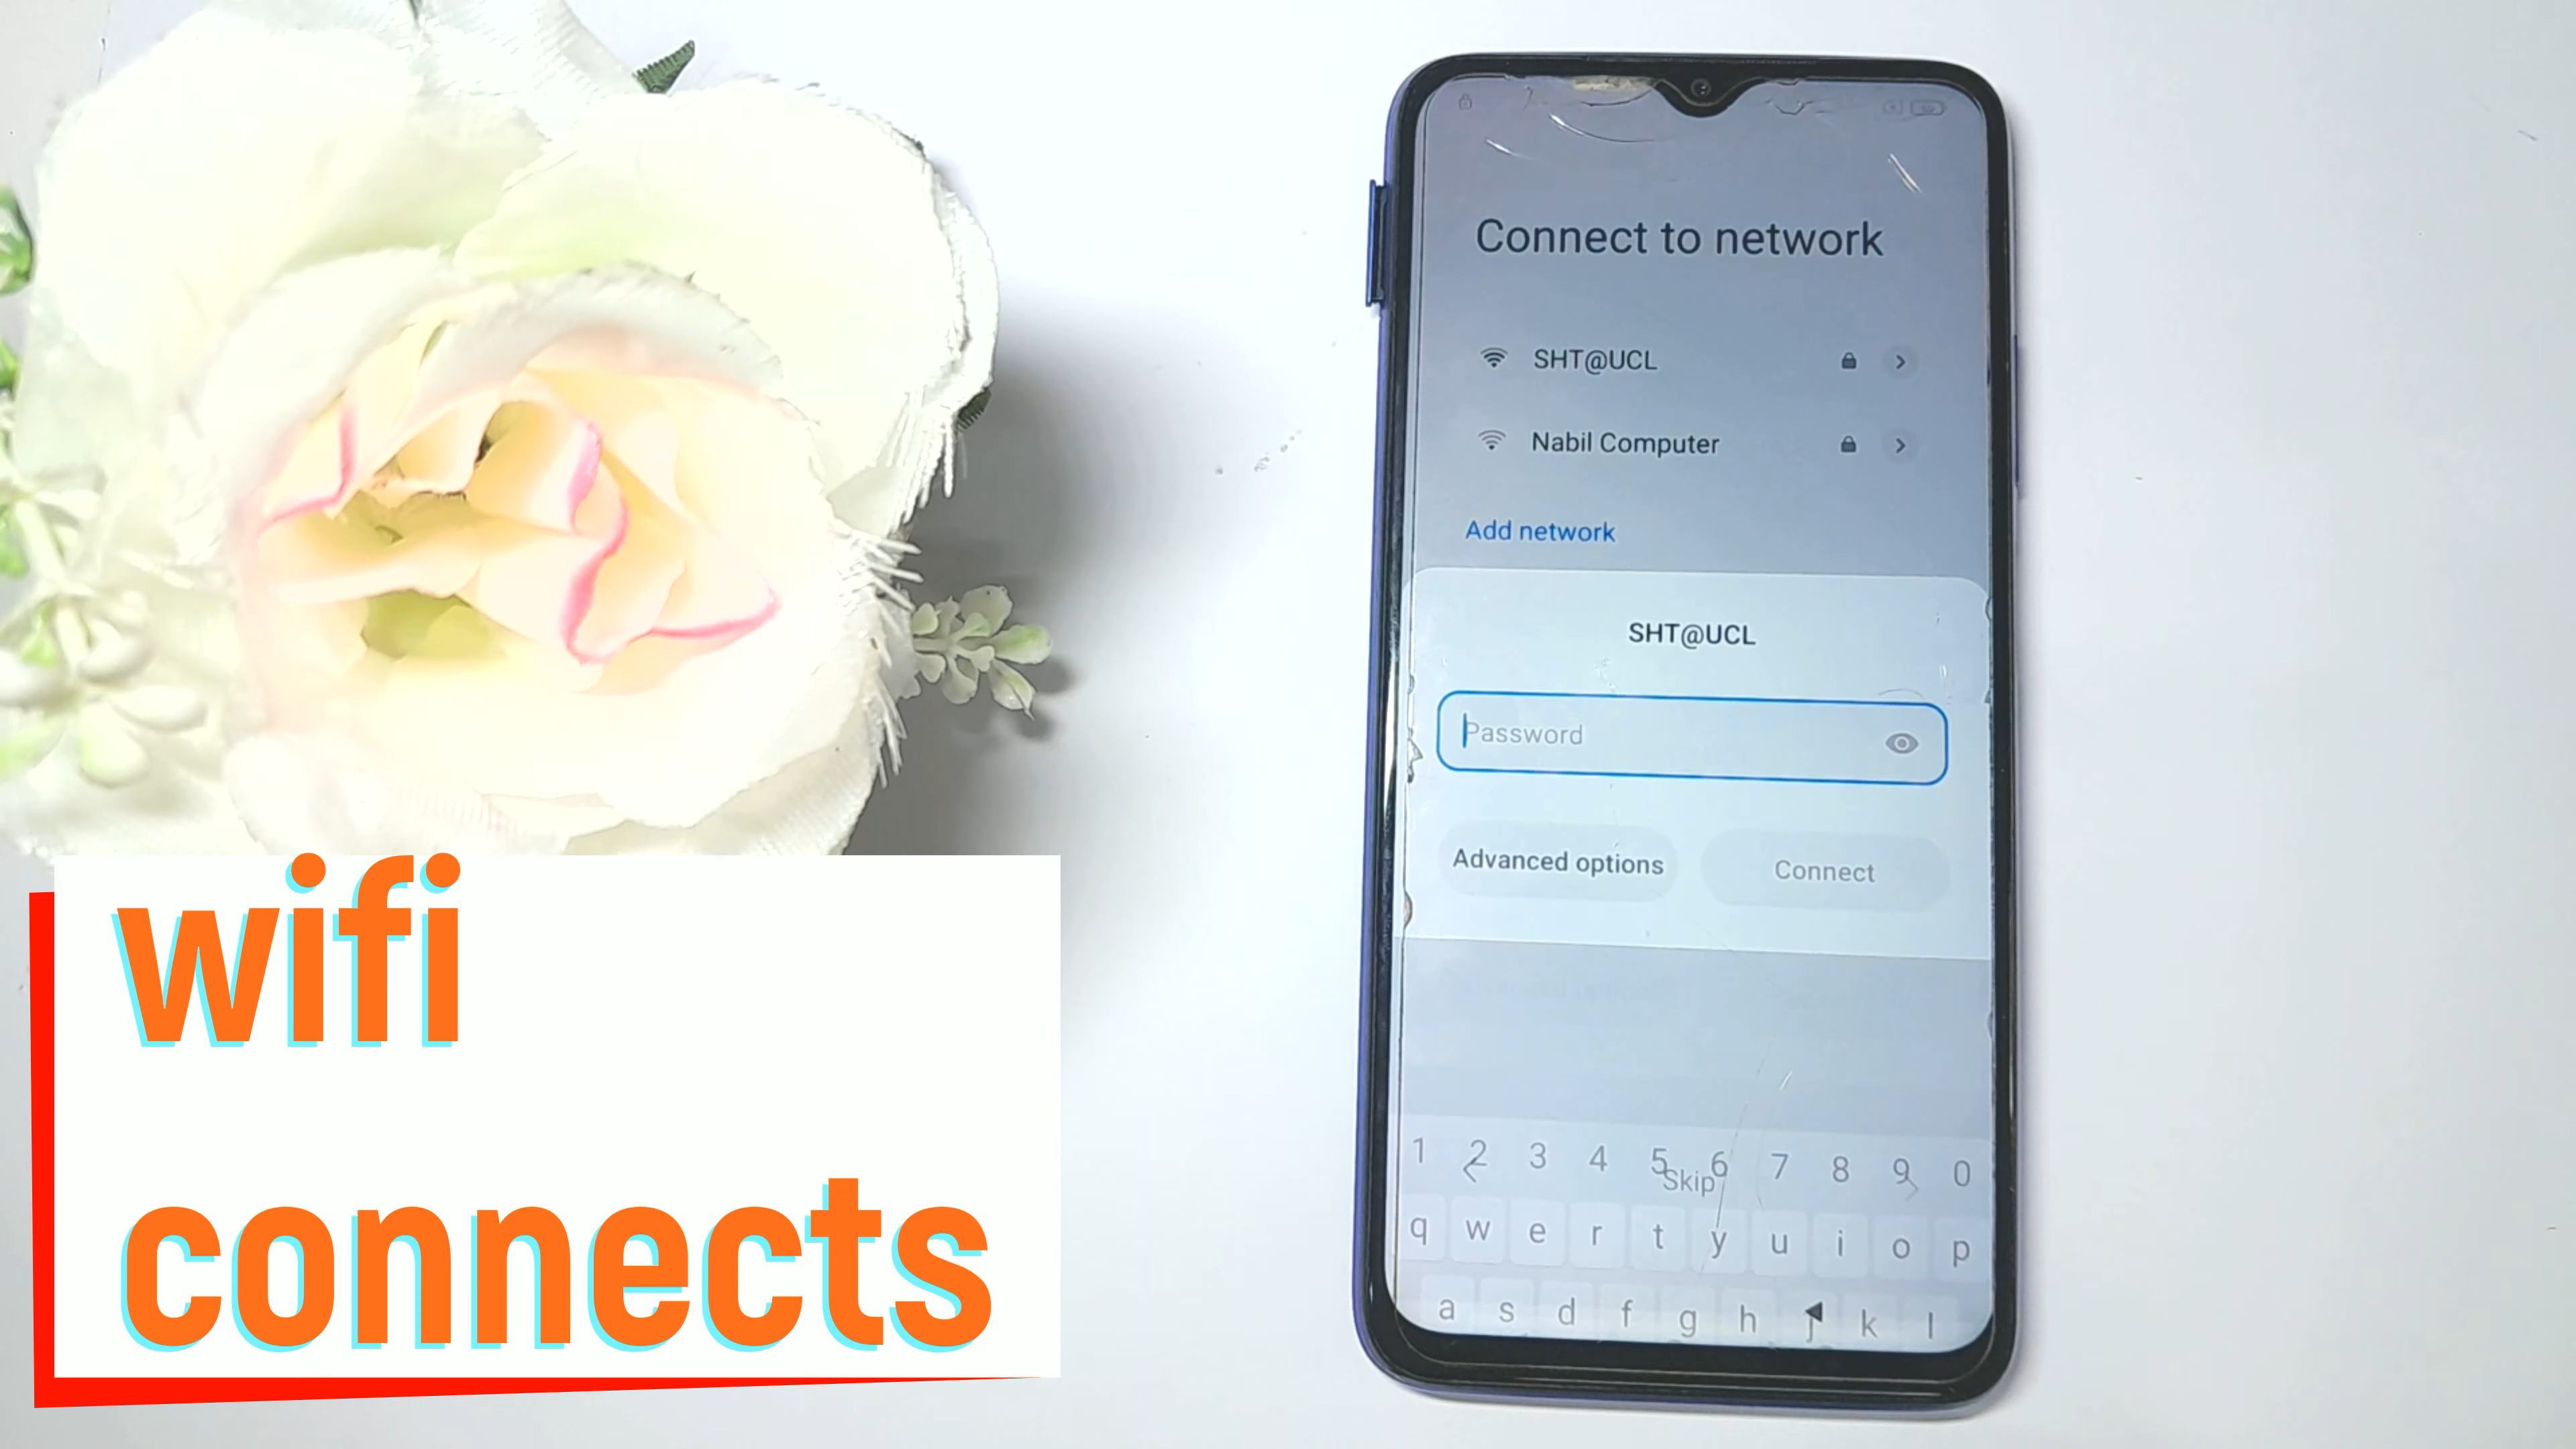 wifi
connects
Connect to network
SHT@UCL
Nabil Computer
Add network
SHT@UCL
Password
Advanced options
Connect
1 2 3 4 5 6 7 8 9 0
Skip
q w e r t y u i o p
a s d f g h j k l